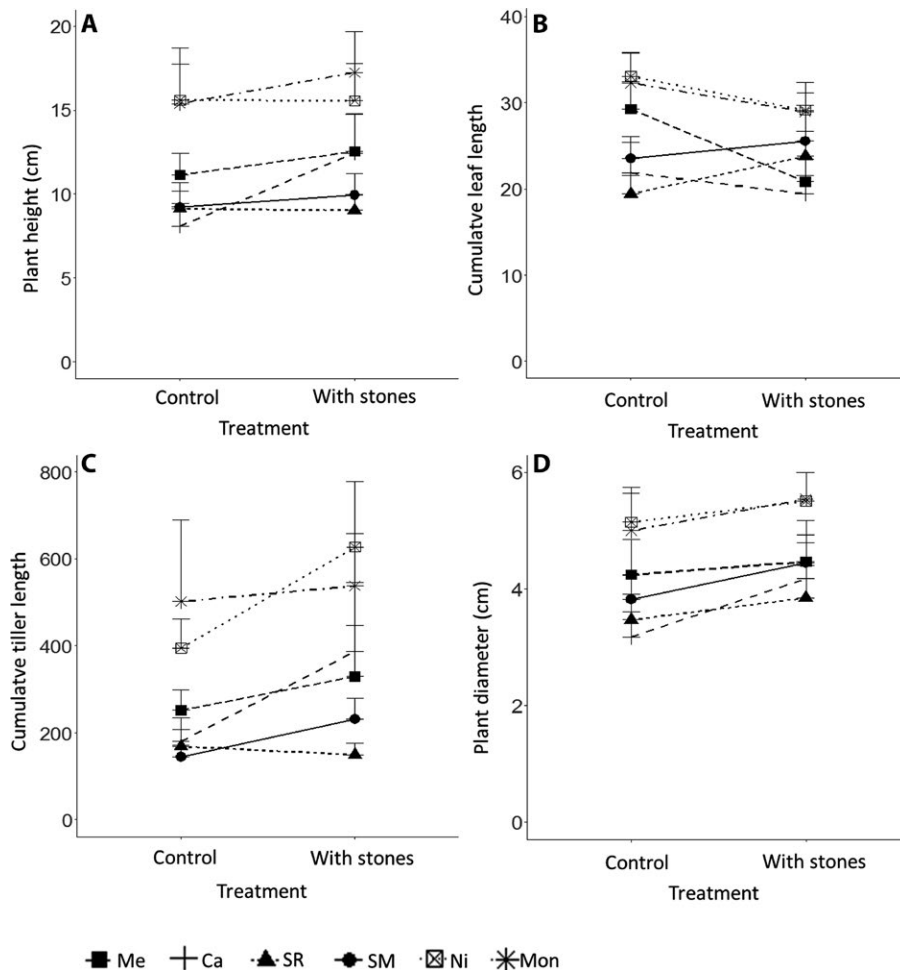 A
20
15
10
5
0
Plant height (cm)
Control
With stones
Treatment
B
40
30
20
10
0
Cumulatve leaf length
Control
With stones
Treatment
C
800
600
400
200
0
Cumulatve tiller length
Control
With stones
Treatment
D
6
4
2
0
Plant diameter (cm)
Control
With stones
Treatment
Me Ca SR SM Ni Mon